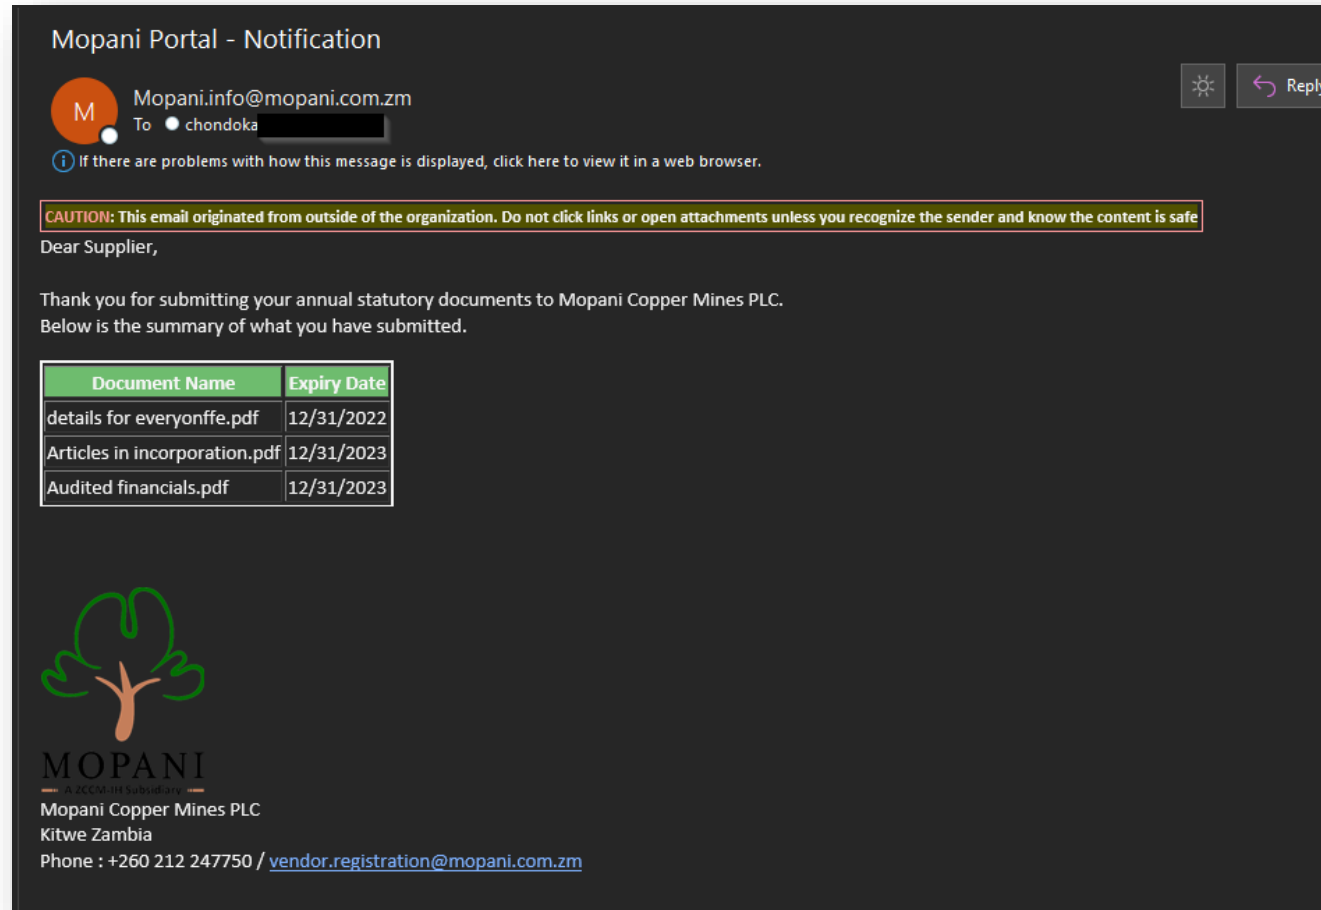 Mopani Portal - Notification
M
Mopani.info@mopani.com.zm
To chondoka
Reply
If there are problems with how this message is displayed, click here to view it in a web browser.
CAUTION: This email originated from outside of the organization. Do not click links or open attachments unless you recognize the sender and know the content is safe
Dear Supplier,
Thank you for submitting your annual statutory documents to Mopani Copper Mines PLC.
Below is the summary of what you have submitted.
Document Name Expiry Date
details for everyonffe.pdf 12/31/2022
Articles in incorporation.pdf 12/31/2023
Audited financials.pdf 12/31/2023
MOPANI
A ZCCM-IH Subsidiary
Mopani Copper Mines PLC
Kitwe Zambia
Phone : +260 212 247750 / vendor.registration@mopani.com.zm